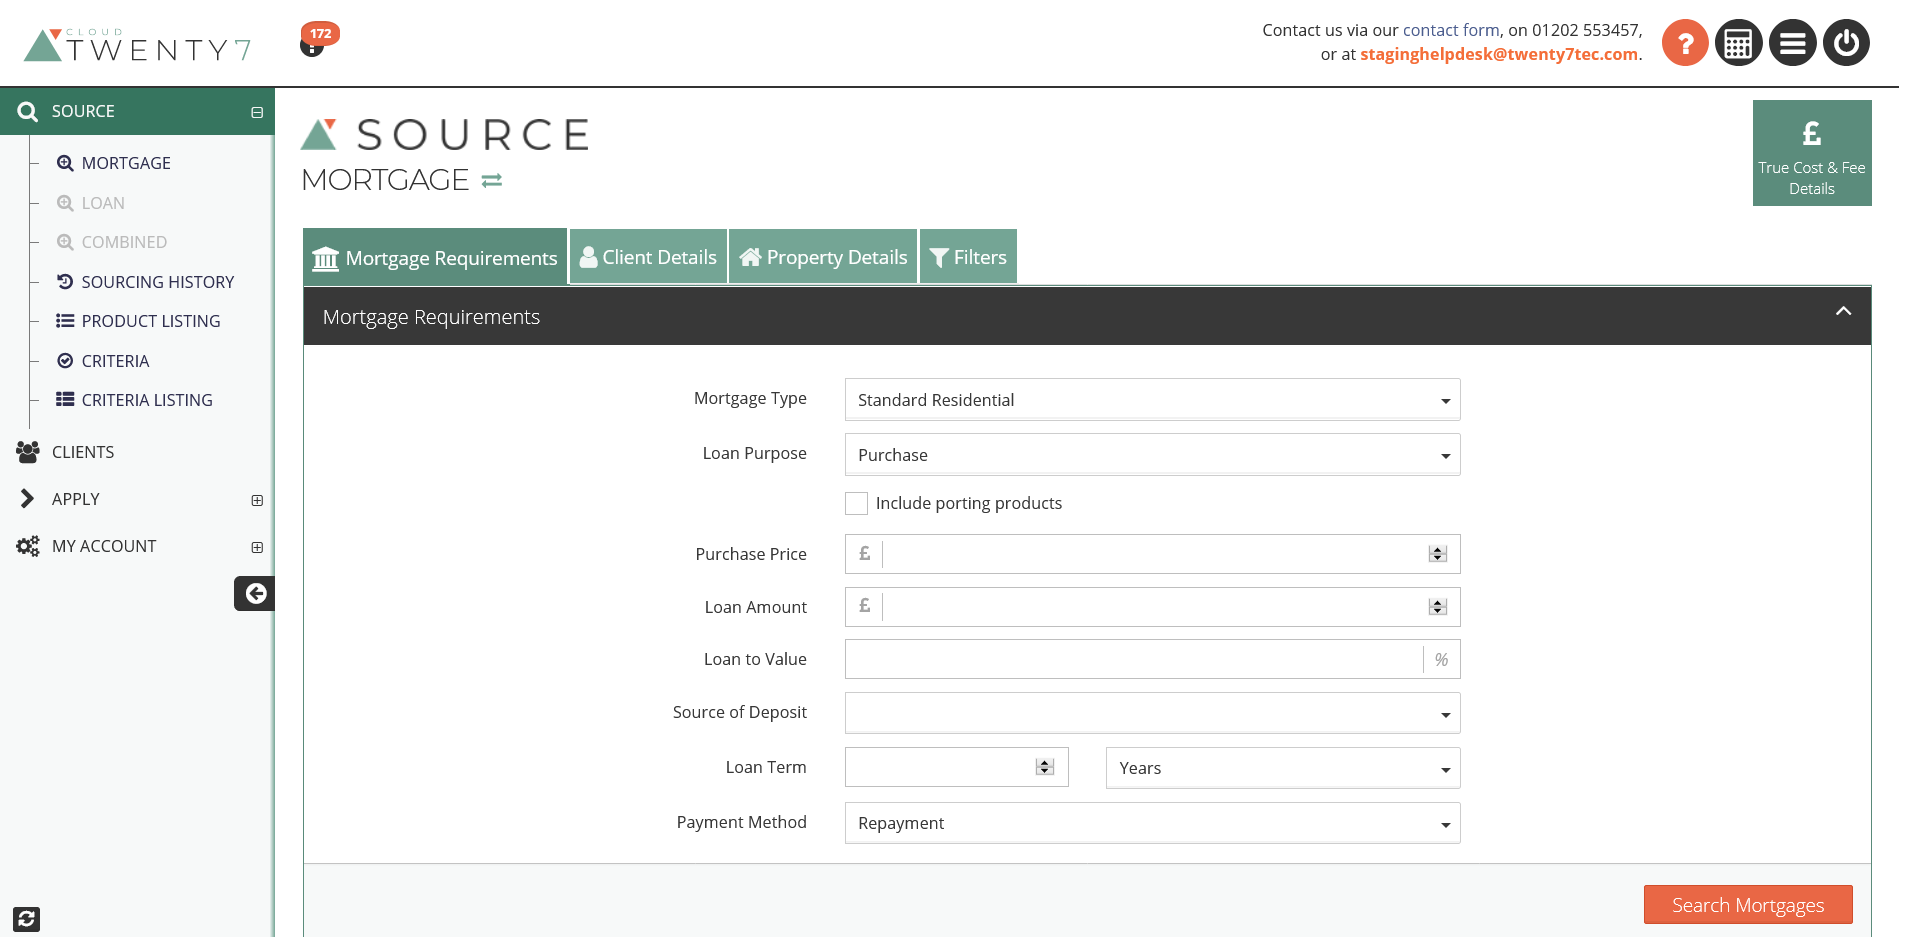 CLOUD
TWENTY7
172
Contact us via our contact form, on 01202 553457,
or at staginghelpdesk@twenty7tec.com.
?
SOURCE
MORTGAGE
LOAN
COMBINED
SOURCING HISTORY
PRODUCT LISTING
CRITERIA
CRITERIA LISTING
CLIENTS
APPLY
MY ACCOUNT
SOURCE
MORTGAGE
£
True Cost & Fee
Details
Mortgage Requirements
Client Details
Property Details
Filters
Mortgage Requirements
Mortgage Type
Standard Residential
Loan Purpose
Purchase
Include porting products
Purchase Price
£
Loan Amount
£
Loan to Value
%
Source of Deposit
Loan Term
Years
Payment Method
Repayment
Search Mortgages